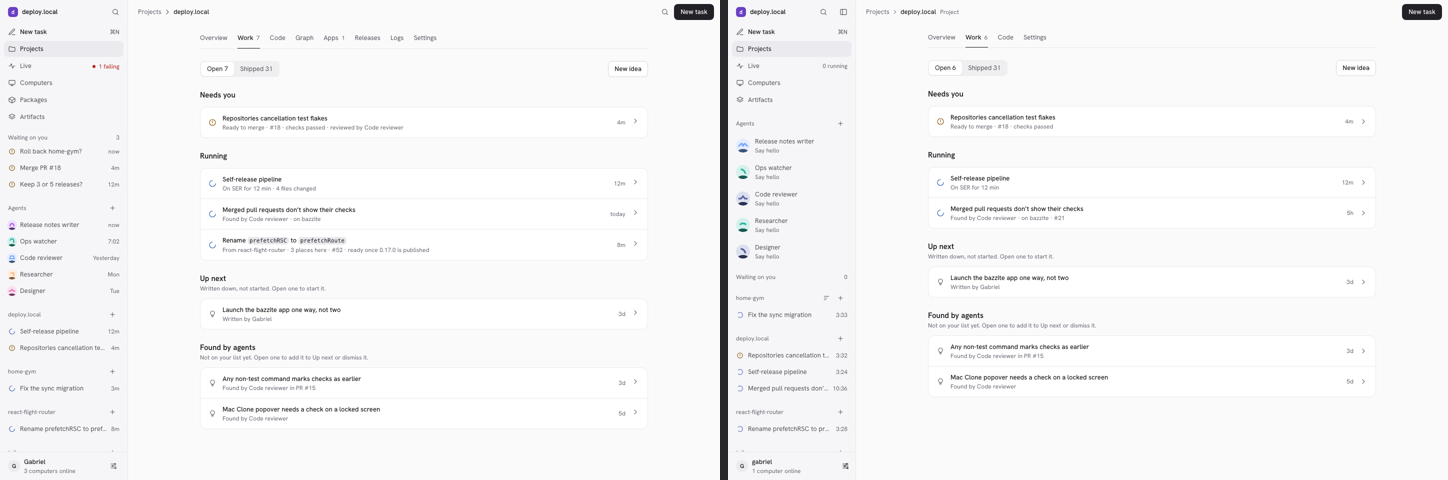 deploy.local
New task ⌘N
Projects
Live 1 failing
Computers
Packages
Artifacts
Waiting on you 3
Roll back home-gym? now
Merge PR #18 4m
Keep 3 or 5 releases? 12m
Agents
Release notes writer now
Ops watcher 7:02
Code reviewer Yesterday
Researcher Mon
Designer Tue
deploy.local
Self-release pipeline 12m
Repositories cancellation te... 4m
home-gym
Fix the sync migration 3m
react-flight-router
Rename prefetchRSC to pref... 8m
G
Gabriel
3 computers online
Projects > deploy.local
New task
Overview Work 7 Code Graph Apps 1 Releases Logs Settings
Open 7 Shipped 31
New idea
Needs you
Repositories cancellation test flakes
Ready to merge · #18 · checks passed · reviewed by Code reviewer
4m
Running
Self-release pipeline
On SER for 12 min · 4 files changed
12m
Merged pull requests don't show their checks
Found by Code reviewer · on bazzite
today
Rename prefetchRSC to prefetchRoute
From react-flight-router · 3 places here · #52 · ready once 0.17.0 is published
8m
Up next
Written down, not started. Open one to start it.
Launch the bazzite app one way, not two
Written by Gabriel
3d
Found by agents
Not on your list yet. Open one to add it to Up next or dismiss it.
Any non-test command marks checks as earlier
Found by Code reviewer in PR #15
3d
Mac Clone popover needs a check on a locked screen
Found by Code reviewer
5d
deploy.local
New task ⌘N
Projects
Live 0 running
Computers
Artifacts
Agents
Release notes writer
Say hello
Ops watcher
Say hello
Code reviewer
Say hello
Researcher
Say hello
Designer
Say hello
Waiting on you 0
home-gym
Fix the sync migration 3:33
deploy.local
Repositories cancellation t... 3:32
Self-release pipeline 3:24
Merged pull requests don'... 10:36
react-flight-router
Rename prefetchRSC to pr... 3:28
G
gabriel
1 computer online
Projects > deploy.local Project
New task
Overview Work 6 Code Settings
Open 6 Shipped 31
New idea
Needs you
Repositories cancellation test flakes
Ready to merge · #18 · checks passed
4m
Running
Self-release pipeline
On SER for 12 min
12m
Merged pull requests don't show their checks
Found by Code reviewer · on bazzite · #21
5h
Up next
Written down, not started. Open one to start it.
Launch the bazzite app one way, not two
Written by Gabriel
3d
Found by agents
Not on your list yet. Open one to add it to Up next or dismiss it.
Any non-test command marks checks as earlier
Found by Code reviewer in PR #15
3d
Mac Clone popover needs a check on a locked screen
Found by Code reviewer
5d